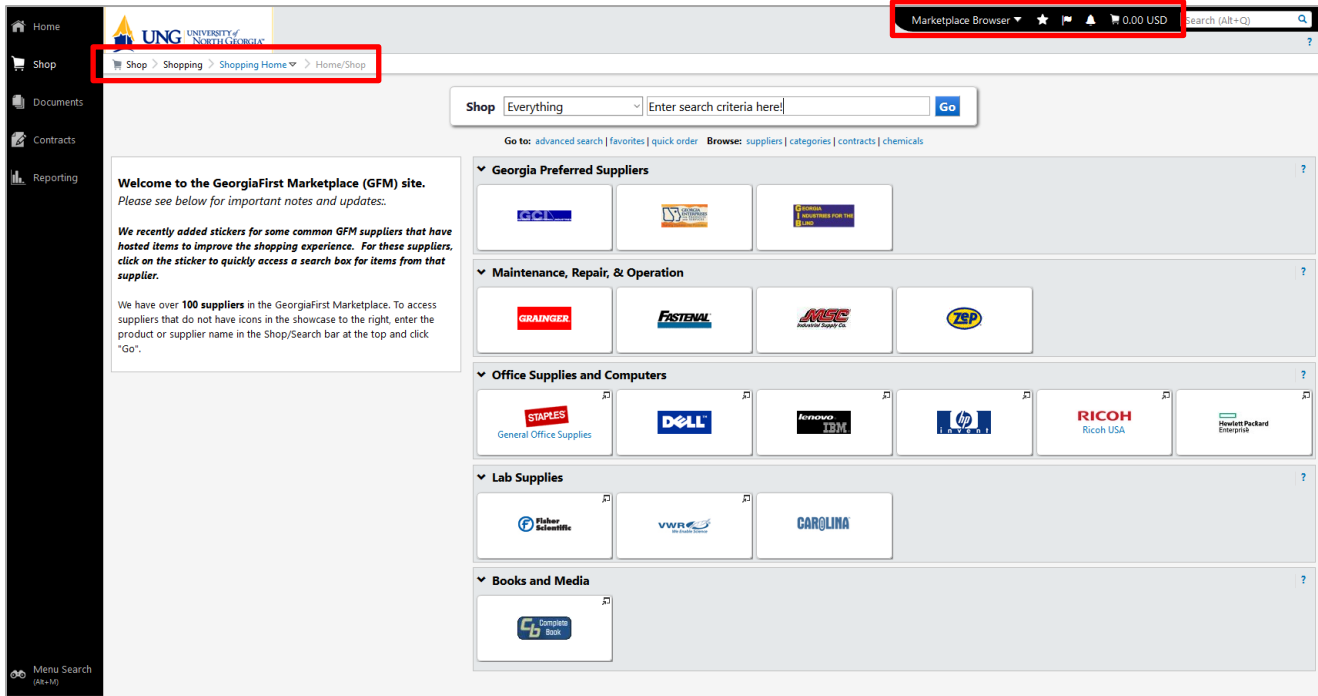 Home
Shop
Documents
Contracts
Reporting
Menu Search
(Alt+M)
UNG UNIVERSITY of
NORTH GEORGIA™
Marketplace Browser
0.00 USD
Search (Alt+Q)
?
Shop > Shopping > Shopping Home > Home/Shop
Shop Everything Enter search criteria here! Go
Go to: advanced search | favorites | quick order Browse: suppliers | categories | contracts | chemicals
Welcome to the GeorgiaFirst Marketplace (GFM) site.
Please see below for important notes and updates:.
We recently added stickers for some common GFM suppliers that have
hosted items to improve the shopping experience. For these suppliers,
click on the sticker to quickly access a search box for items from that
supplier.
We have over 100 suppliers in the GeorgiaFirst Marketplace. To access
suppliers that do not have icons in the showcase to the right, enter the
product or supplier name in the Shop/Search bar at the top and click
"Go".
Georgia Preferred Suppliers ?
GCI
GEORGIA
ENTERPRISES
GEORGIA
INDUSTRIES FOR THE
BLIND
Maintenance, Repair, & Operation ?
GRAINGER
FASTENAL
MSC
Industrial Supply Co.
ZEP
Office Supplies and Computers ?
STAPLES
General Office Supplies
DELL™
lenovo
IBM
hp
invent
RICOH
Ricoh USA
Hewlett Packard
Enterprise
Lab Supplies ?
Fisher
Scientific
VWR
We Enable Science
CAROLINA
Books and Media ?
Cb Complete
Book